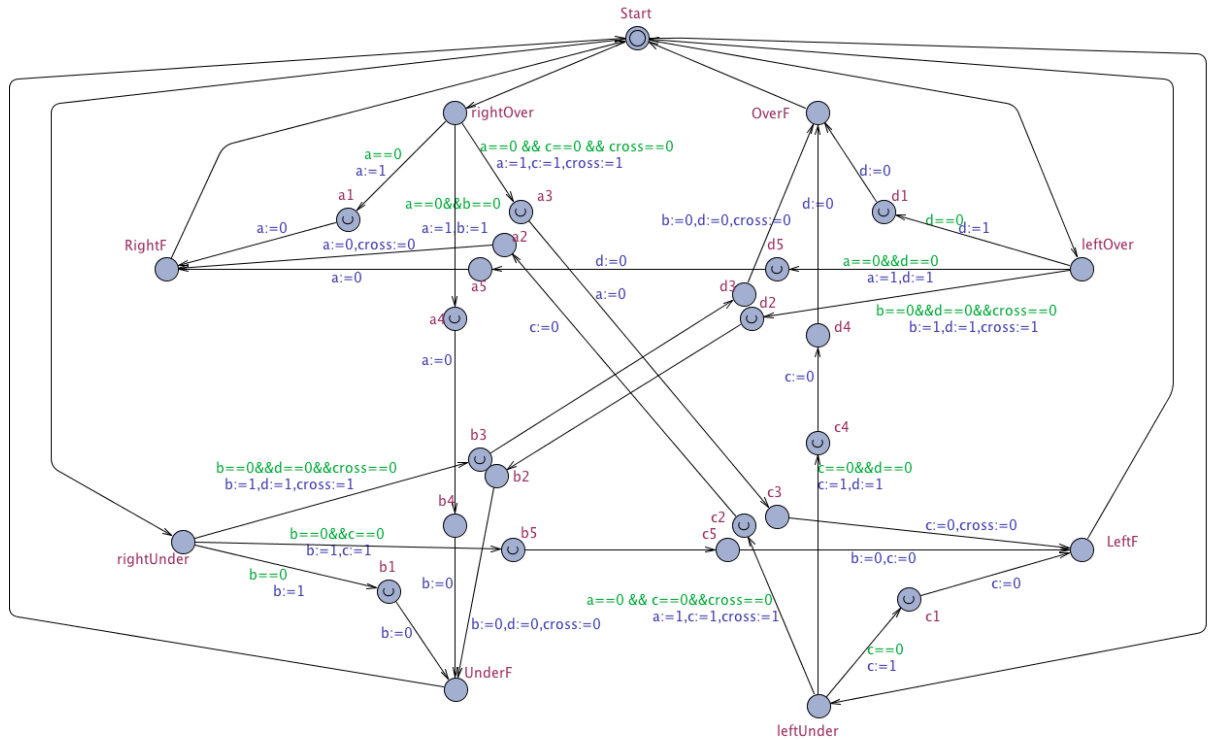 Start
rightOver
OverF
a==0 && c==0 && cross==0
a:=1,c:=1,cross:=1
a==0
a:=1
d:=0
a1
a3
d1
a==0&&b==0
a:=1,b:=1
b:=0,d:=0,cross:=0
d:=0
d==0
d:=1
a:=0
a2
RightF
a:=0,cross:=0
d5
leftOver
a:=0
a5
d:=0
a==0&&d==0
a:=1,d:=1
a:=0
d3
d2
b==0&&d==0&&cross==0
b:=1,d:=1,cross:=1
a4
c:=0
d4
a:=0
c:=0
b3
c4
b==0&&d==0&&cross==0
b:=1,d:=1,cross:=1
b2
c==0&&d==0
c:=1,d:=1
b4
c3
c2
c:=0,cross:=0
rightUnder
b==0&&c==0
b:=1,c:=1
b5
c5
b:=0,c:=0
LeftF
b==0
b:=1
b1
b:=0
c:=0
a==0 && c==0&&cross==0
a:=1,c:=1,cross:=1
c1
b:=0
b:=0,d:=0,cross:=0
c==0
c:=1
UnderF
leftUnder